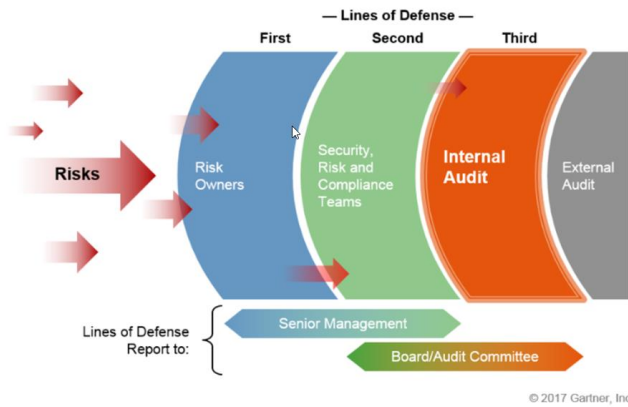 — Lines of Defense —
First Second Third
Risks
Risk
Owners
Security,
Risk and
Compliance
Teams
Internal
Audit
External
Audit
Lines of Defense
Report to:
Senior Management
Board/Audit Committee
© 2017 Gartner, Inc